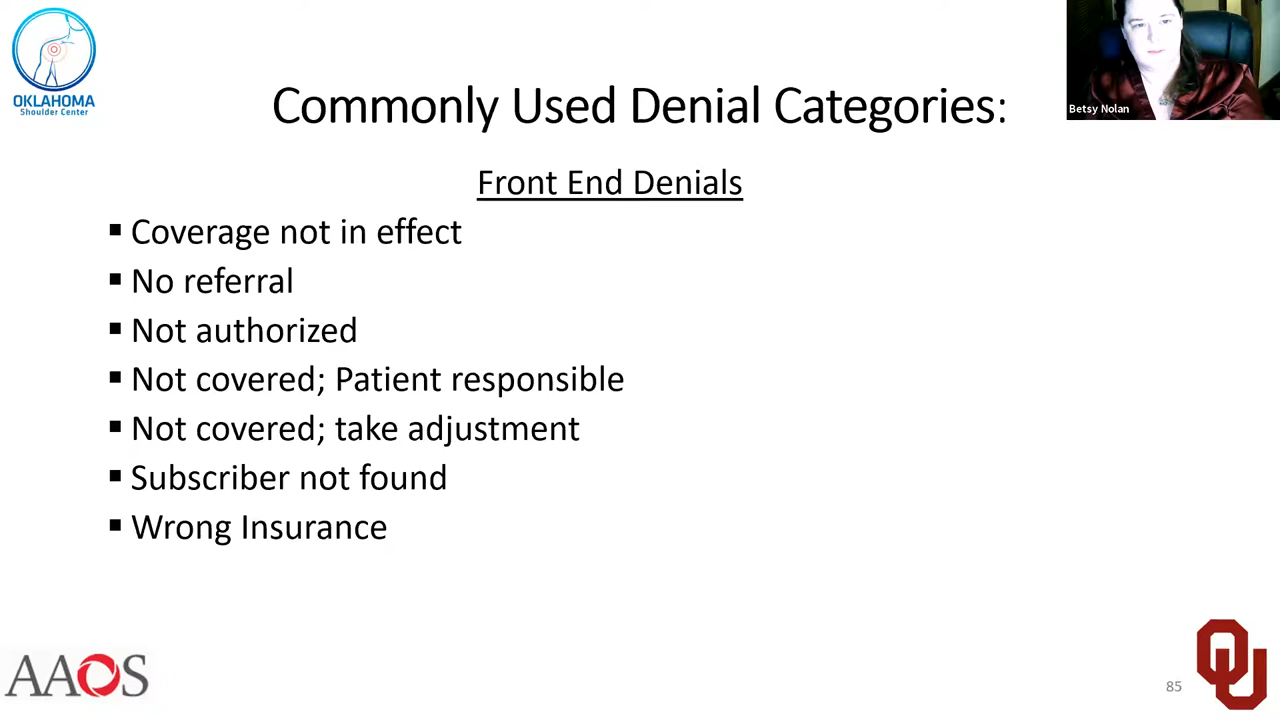 OKLAHOMA
Shoulder Center
Betsy Nolan
Commonly Used Denial Categories:
Front End Denials
▪ Coverage not in effect
▪ No referral
▪ Not authorized
▪ Not covered; Patient responsible
▪ Not covered; take adjustment
▪ Subscriber not found
▪ Wrong Insurance
AAOS
85
OU